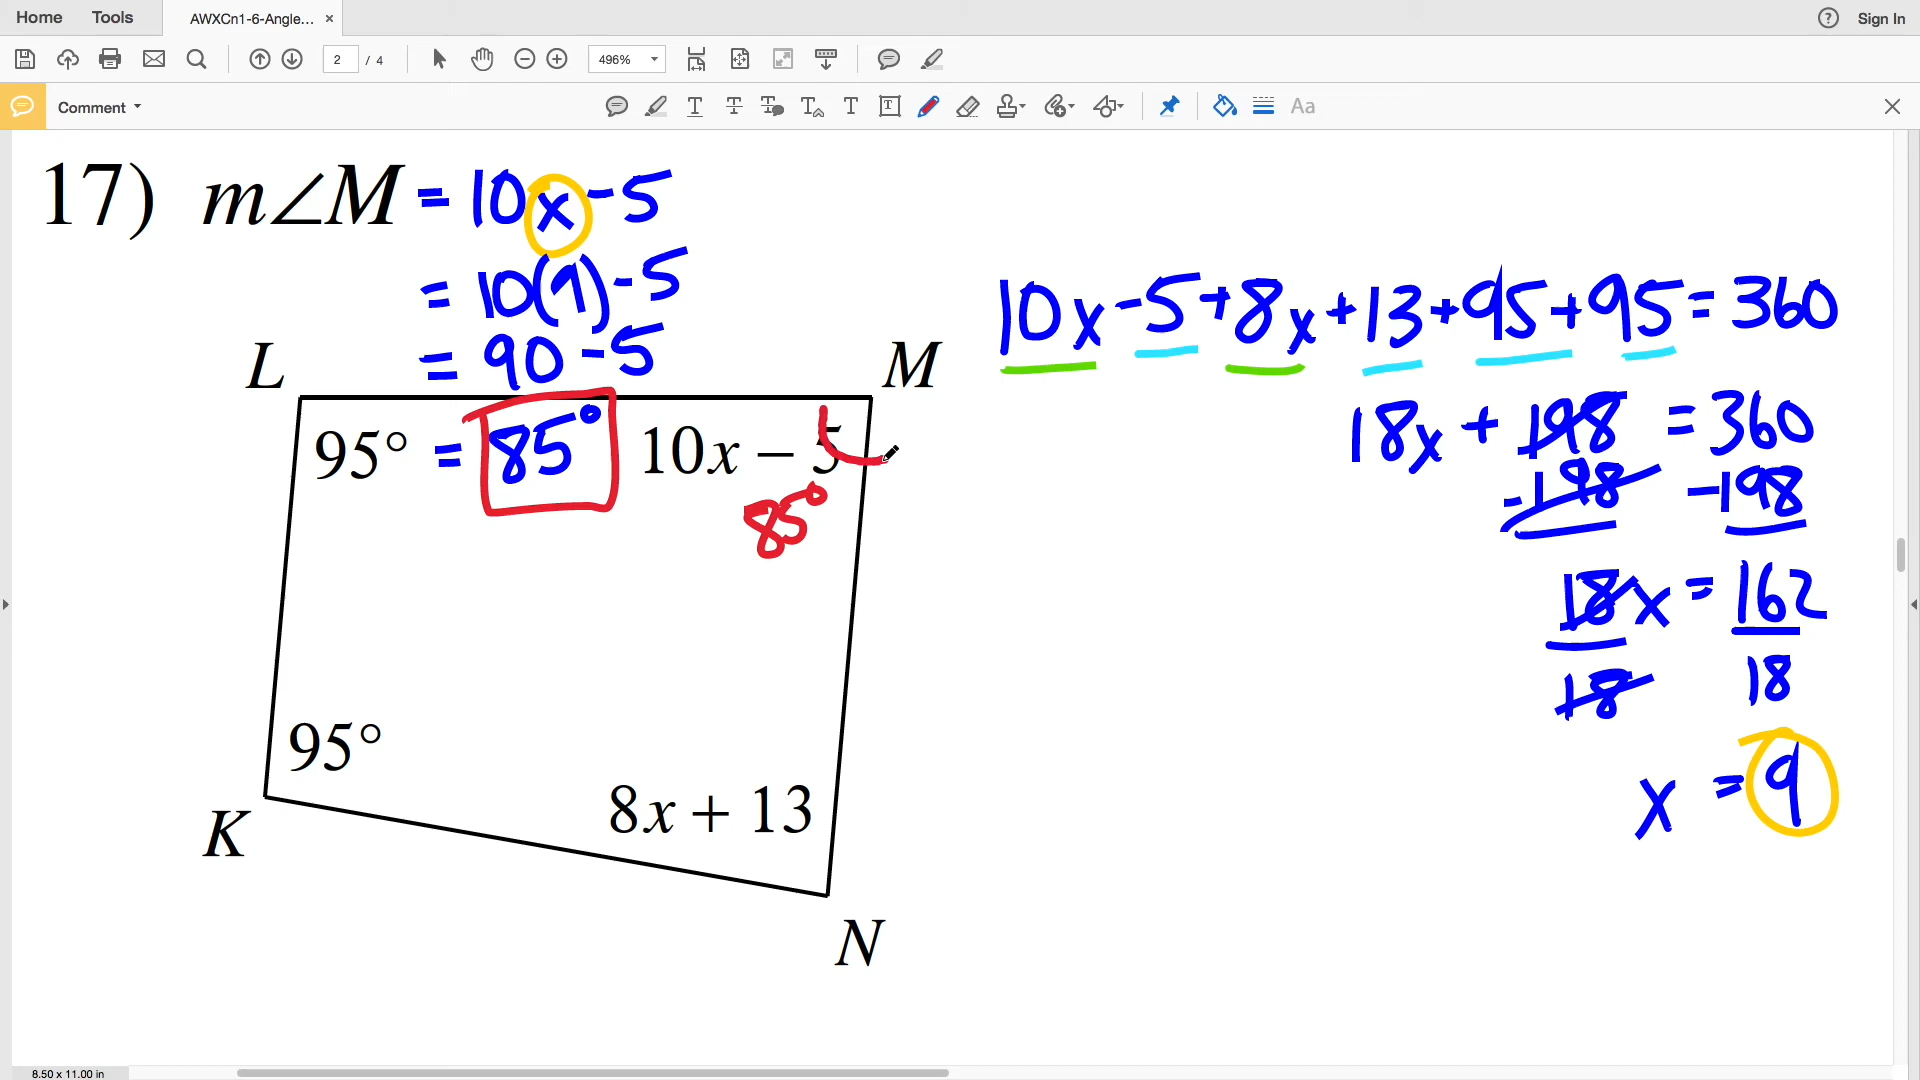 Home Tools AWXCn1-6-Angle... × ? Sign In
2 / 4 496%
Comment Aa
17) m∠M = 10x - 5
= 10(9) - 5
10x - 5 + 8x + 13 + 95 + 95 = 360
= 90 - 5
L M
18x + 198 = 360
95° = 85° 10x − 5
-198 -198
85°
18x = 162
18 18
95°
x = 9
8x + 13
K
N
8.50 x 11.00 in